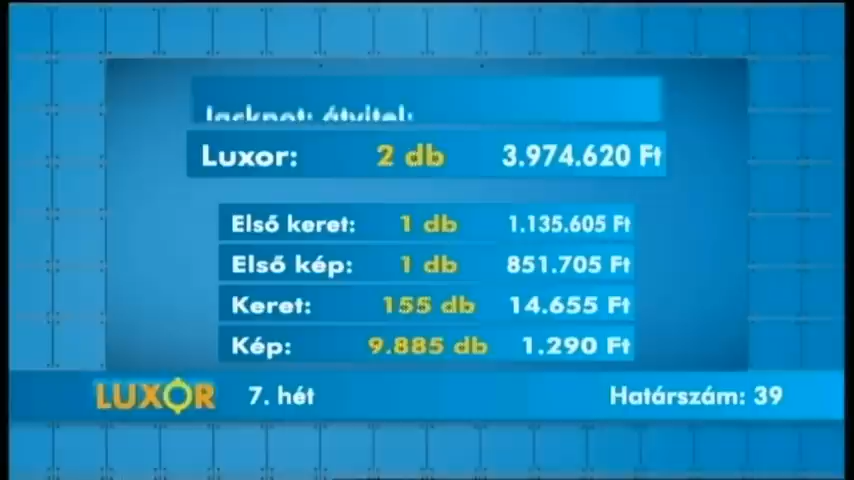 Luxor: 2 db 3.974.620 Ft
Első keret: 1 db 1.135.605 Ft
Első kép: 1 db 851.705 Ft
Keret: 155 db 14.655 Ft
Kép: 9.885 db 1.290 Ft
LUXOR 7. hét Határszám: 39